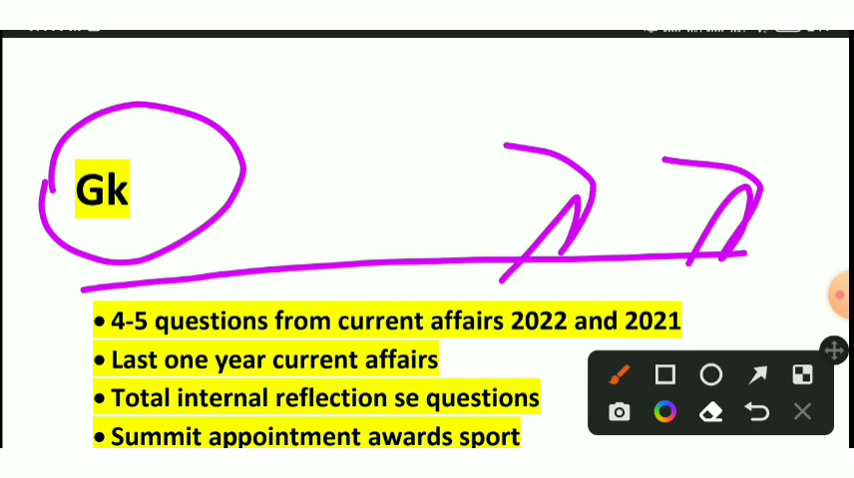 Gk
• 4-5 questions from current affairs 2022 and 2021
• Last one year current affairs
• Total internal reflection se questions
• Summit appointment awards sport